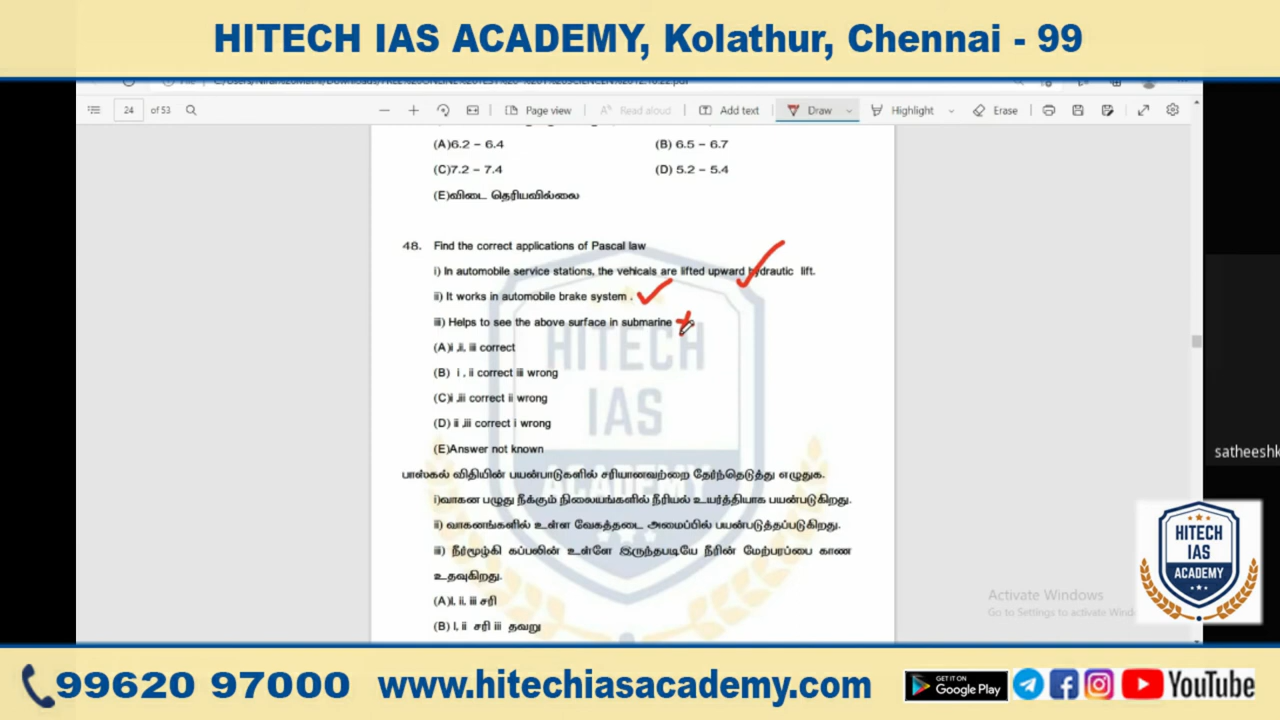 HITECH IAS ACADEMY, Kolathur, Chennai - 99
24 of 53
Page view
Read aloud
Add text
Draw
Highlight
Erase
(A)6.2 – 6.4 (B) 6.5 – 6.7
(C)7.2 – 7.4 (D) 5.2 – 5.4
(E)விடை தெரியவில்லை
48. Find the correct applications of Pascal law
i) In automobile service stations, the vehicals are lifted upward hydrautic lift.
ii) It works in automobile brake system .
iii) Helps to see the above surface in submarine
(A)i ,ii, iii correct
(B) i , ii correct iii wrong
(C)i ,iii correct ii wrong
(D) ii ,iii correct i wrong
(E)Answer not known
பாஸ்கல் விதியின் பயன்பாடுகளில் சரியானவற்றை தேர்ந்தெடுத்து எழுதுக.
i)வாகன பழுது நீக்கும் நிலையங்களில் நீரியல் உயர்த்தியாக பயன்படுகிறது.
ii) வாகனங்களில் உள்ள வேகத்தடை அமைப்பில் பயன்படுத்தப்படுகிறது.
iii) நீர்மூழ்கி கப்பலின் உள்ளே இருந்தபடியே நீரின் மேற்பரப்பை காண
உதவுகிறது.
(A)I, ii, iii சரி
(B) I, ii சரி iii தவறு
HITECH
IAS
ACADEMY
satheeshk
HITECH
IAS
ACADEMY
Activate Windows
Go to Settings to activate Wind
99620 97000 www.hitechiasacademy.com
GET IT ON
Google Play
YouTube